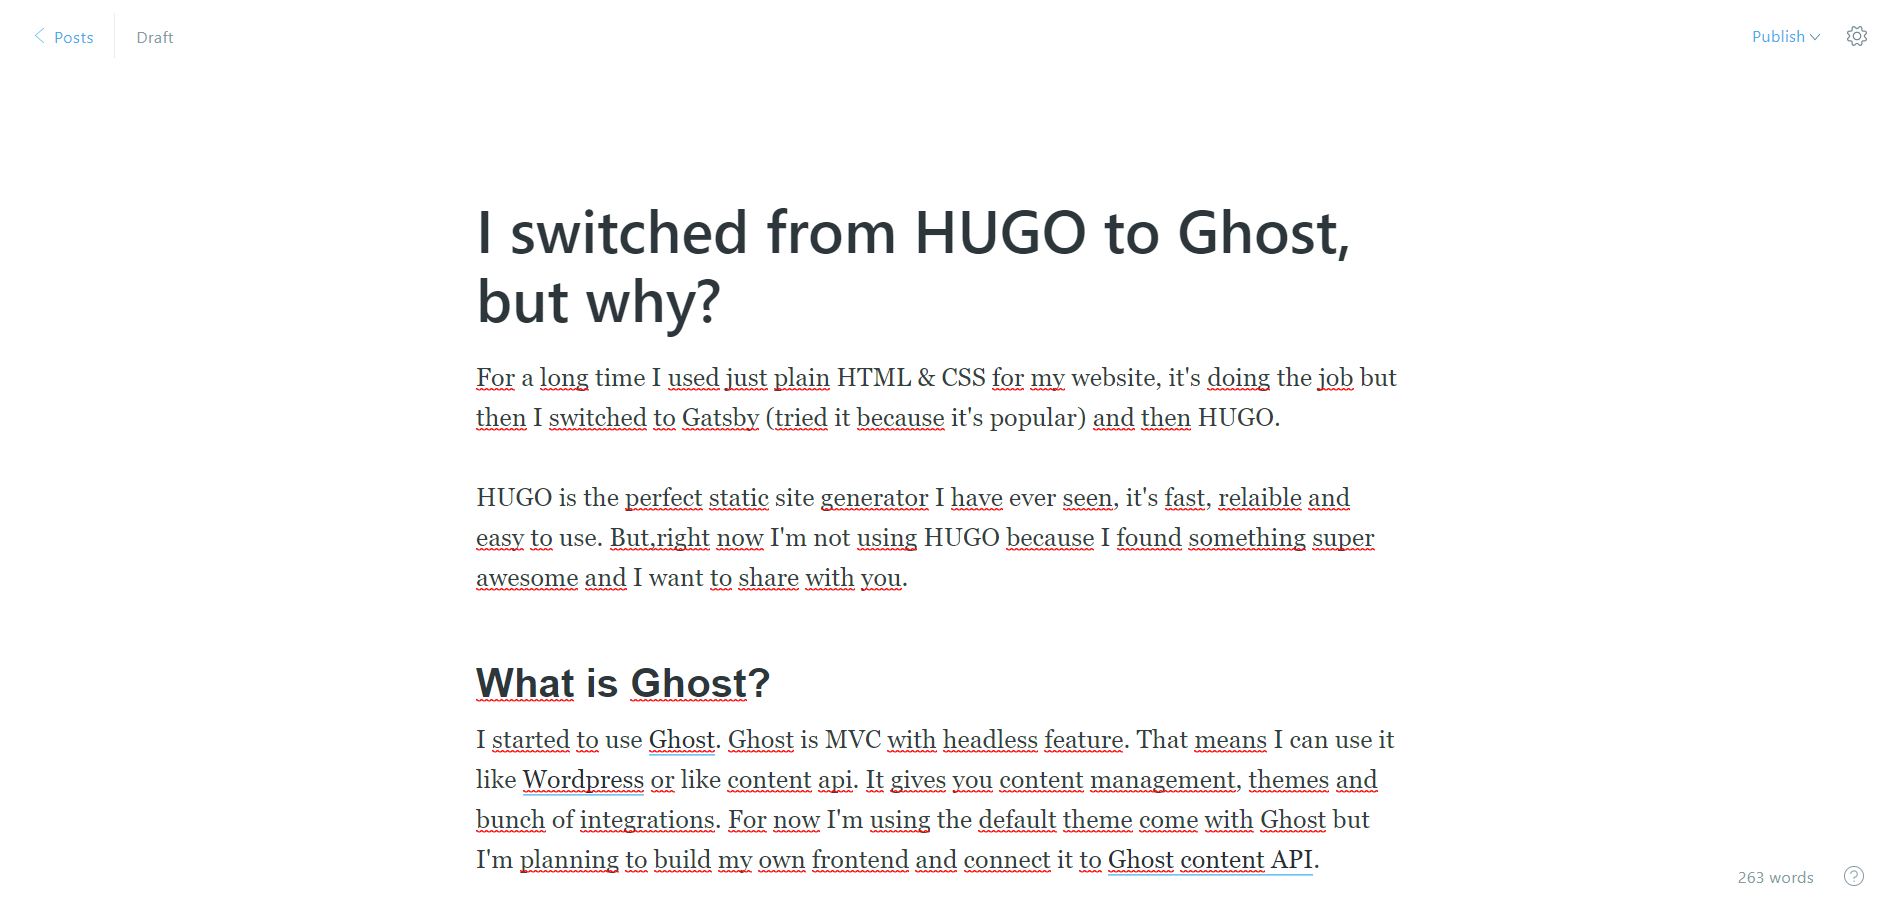 Posts
Draft
Publish
I switched from HUGO to Ghost,
but why?
For a long time I used just plain HTML & CSS for my website, it's doing the job but
then I switched to Gatsby (tried it because it's popular) and then HUGO.
HUGO is the perfect static site generator I have ever seen, it's fast, relaible and
easy to use. But,right now I'm not using HUGO because I found something super
awesome and I want to share with you.
What is Ghost?
I started to use Ghost. Ghost is MVC with headless feature. That means I can use it
like Wordpress or like content api. It gives you content management, themes and
bunch of integrations. For now I'm using the default theme come with Ghost but
I'm planning to build my own frontend and connect it to Ghost content API.
263 words
?